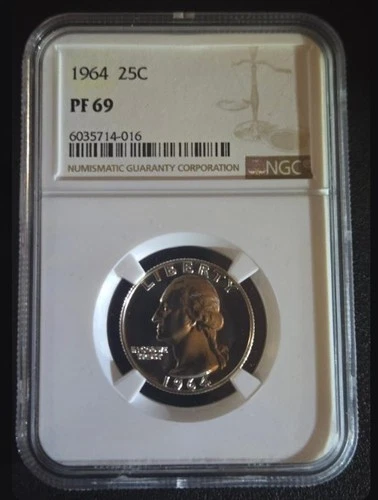 1964 25C
PF 69
6035714-016
NUMISMATIC GUARANTY CORPORATION
NGC
LIBERTY
IN GOD WE
TRUST
1964